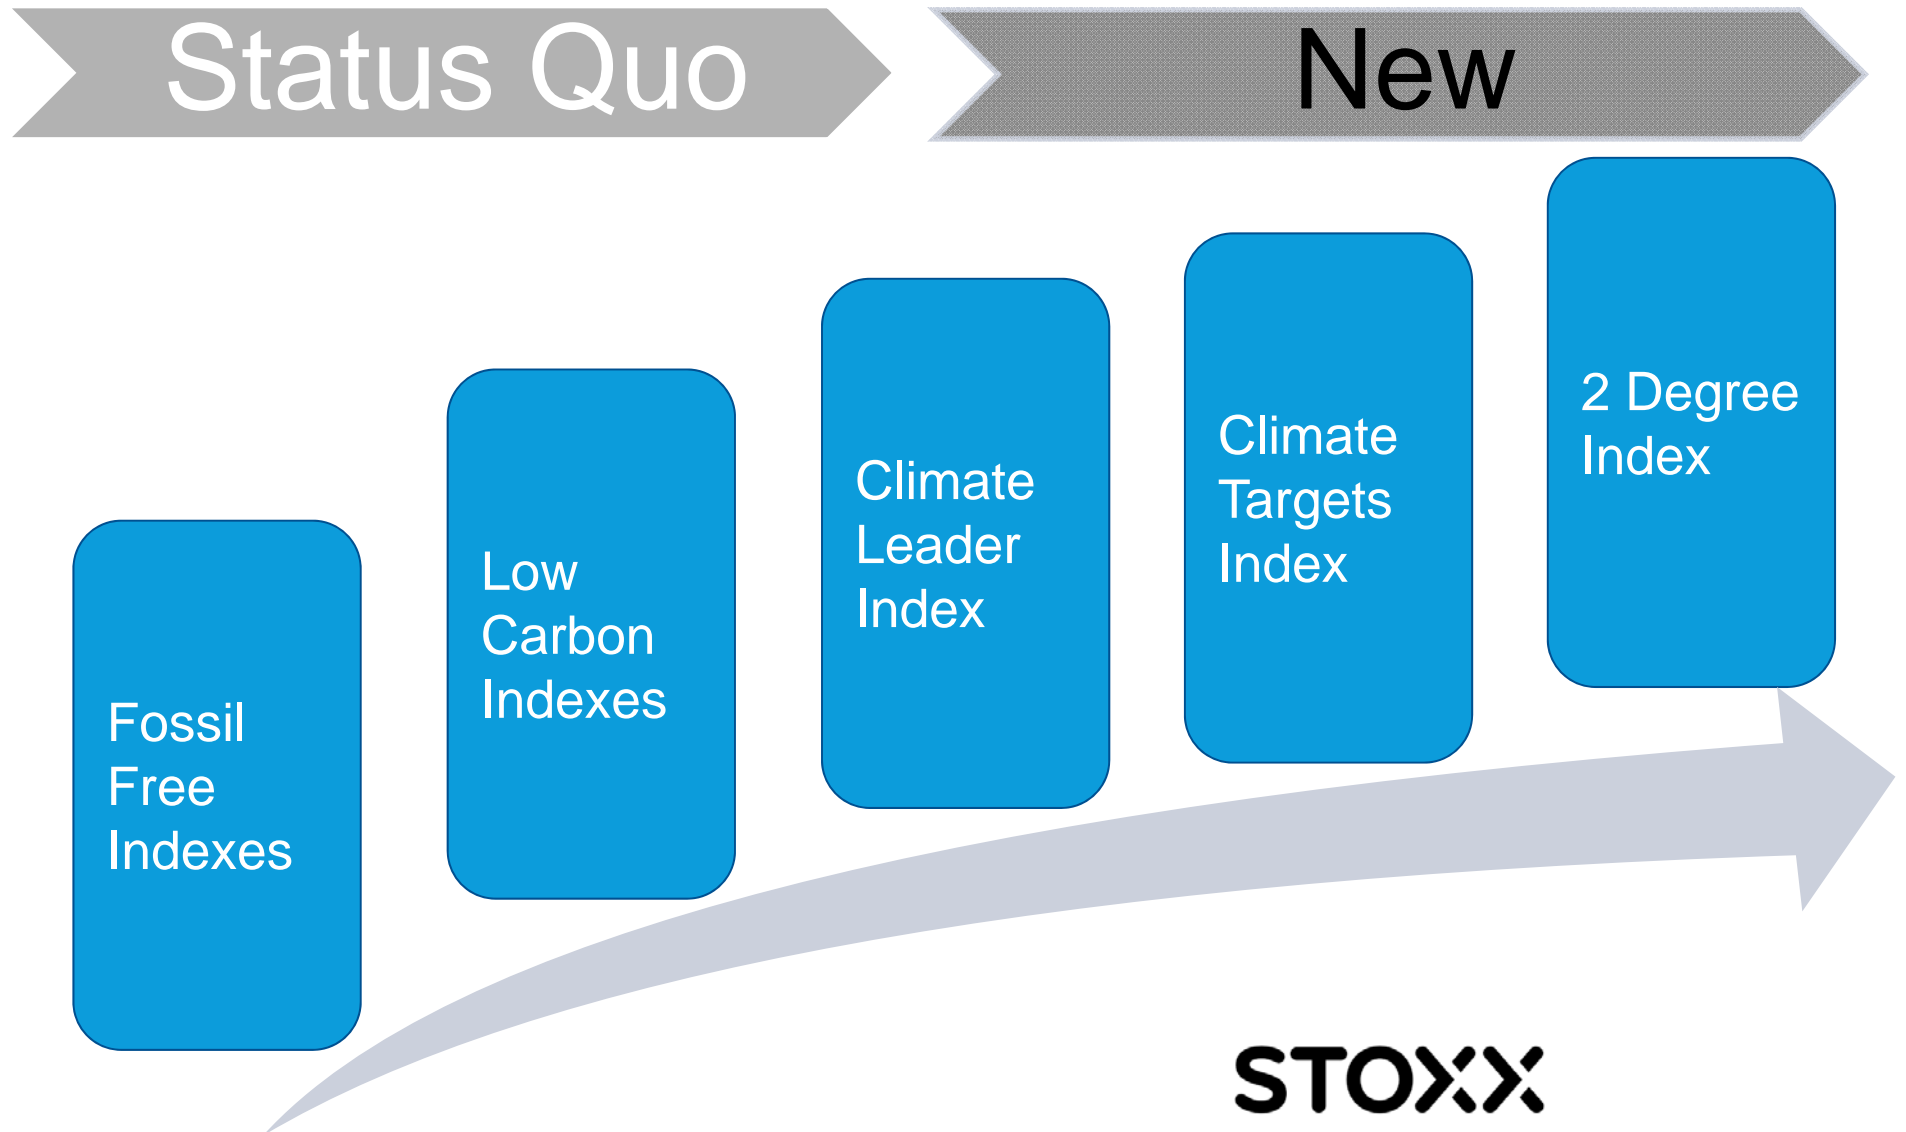 Status Quo
New
Fossil
Free
Indexes
Low
Carbon
Indexes
Climate
Leader
Index
Climate
Targets
Index
2 Degree
Index
STOXX